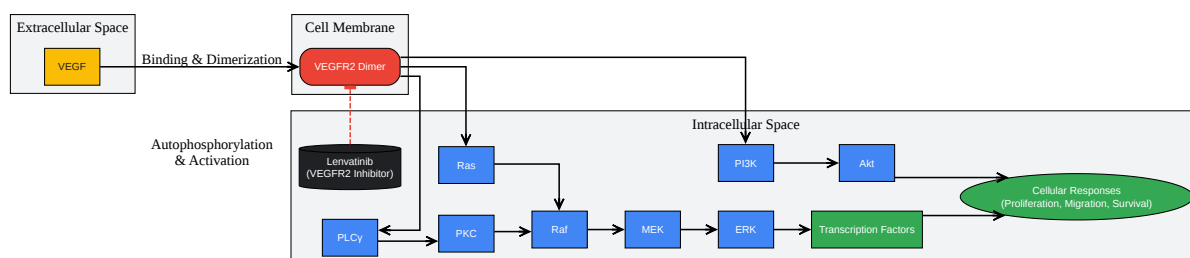 Extracellular Space
VEGF
Binding & Dimerization
Cell Membrane
VEGFR2 Dimer
Autophosphorylation
& Activation
Intracellular Space
Lenvatinib
(VEGFR2 Inhibitor)
Ras
PI3K
Akt
Cellular Responses
(Proliferation, Migration, Survival)
PLCγ
PKC
Raf
MEK
ERK
Transcription Factors